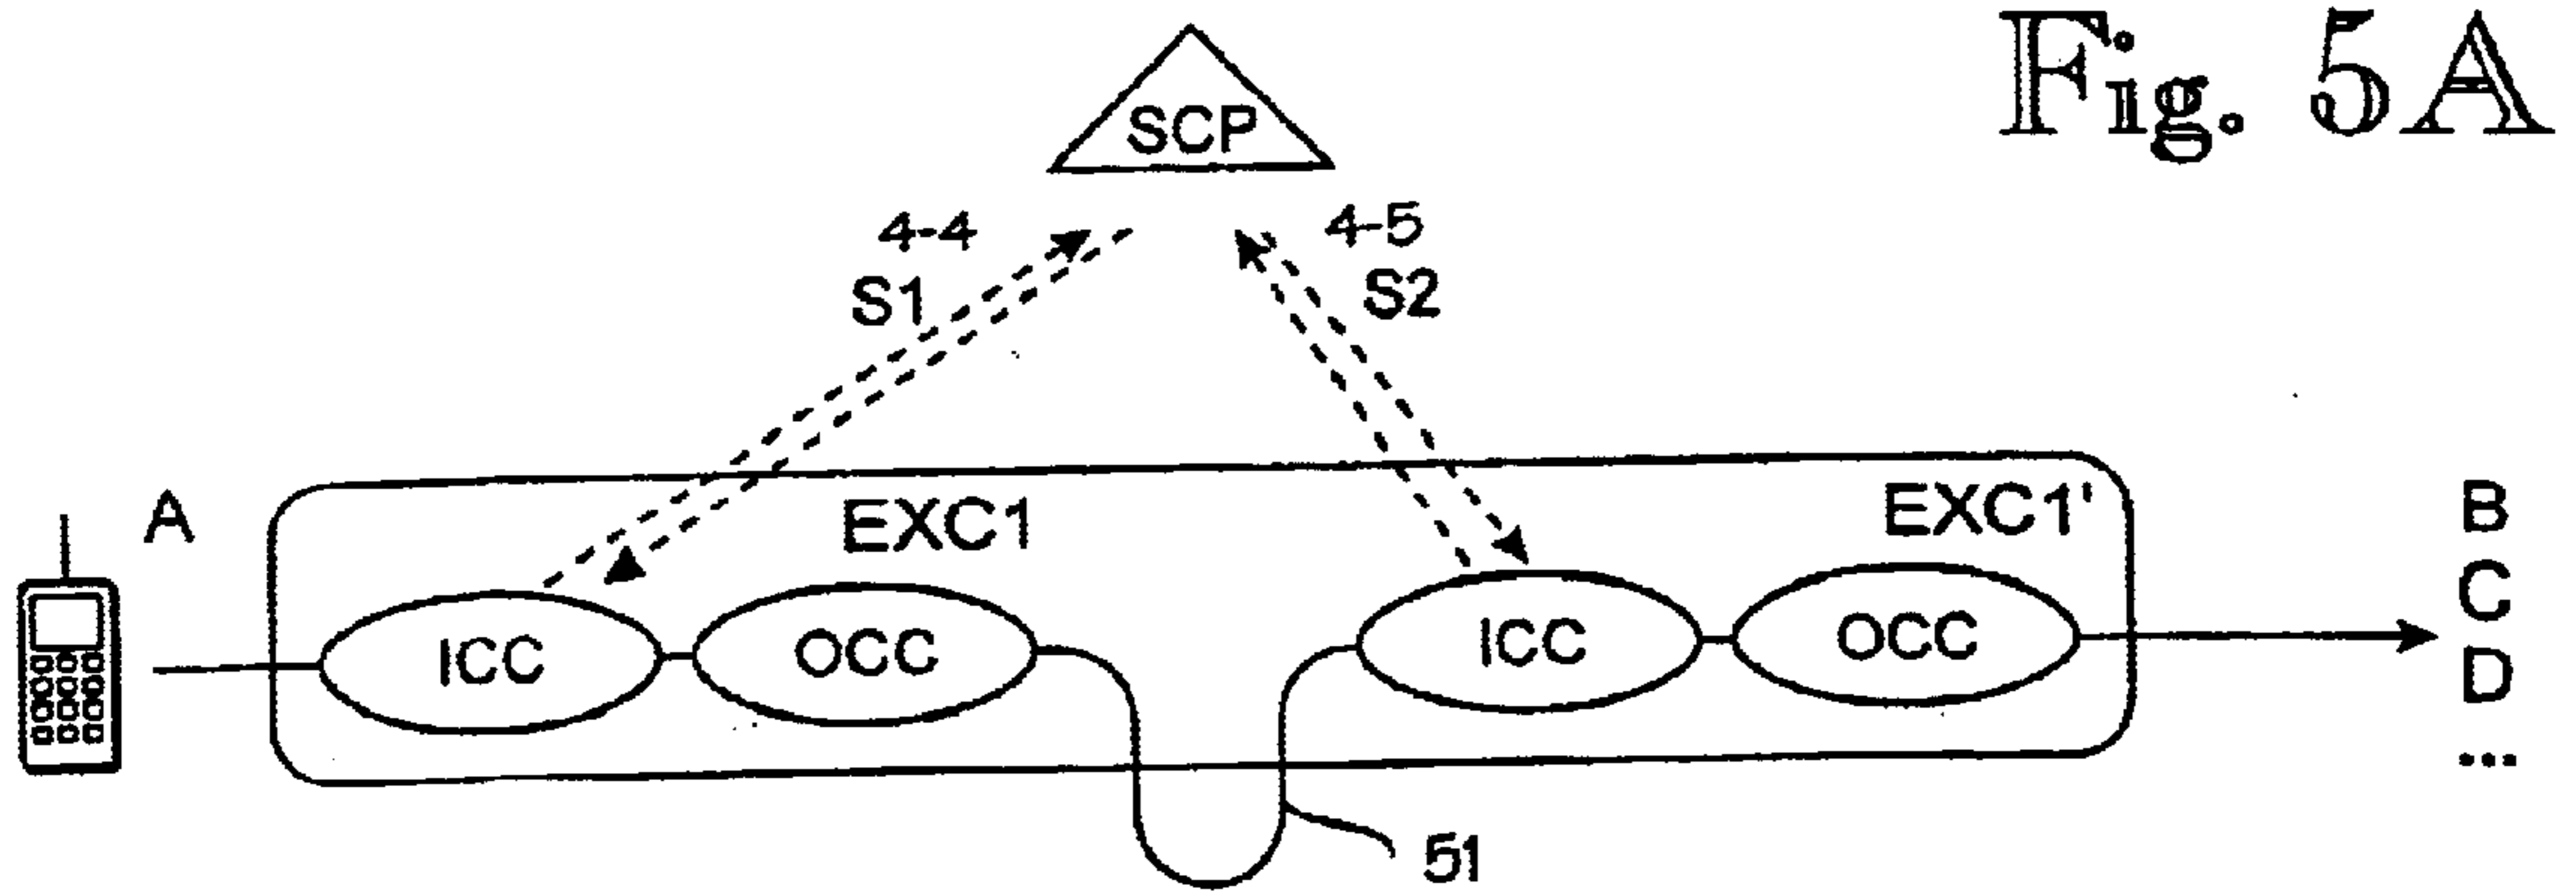 Fig. 5A
SCP
4-4
S1
4-5
S2
A
EXC1
EXC1'
ICC
OCC
ICC
OCC
B
C
D
...
51